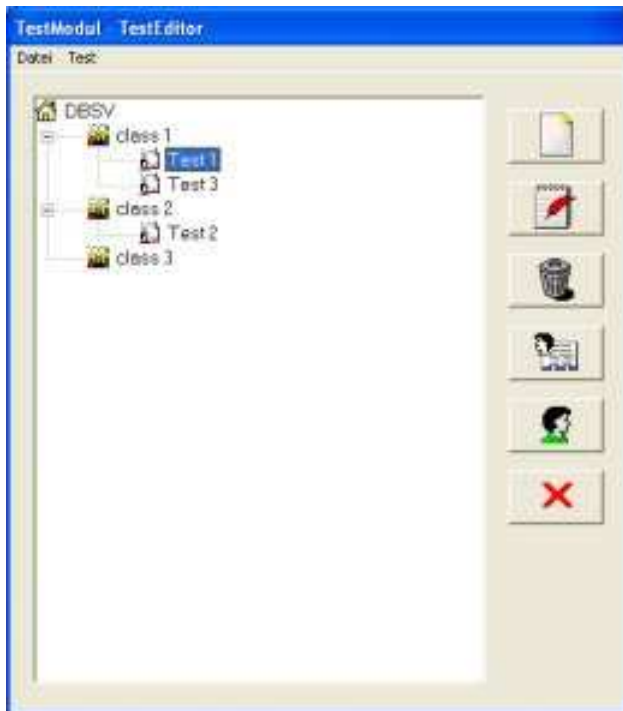 TestModul TestEditor
Datei Test
DBSV
class 1
Test 1
Test 3
class 2
Test 2
class 3